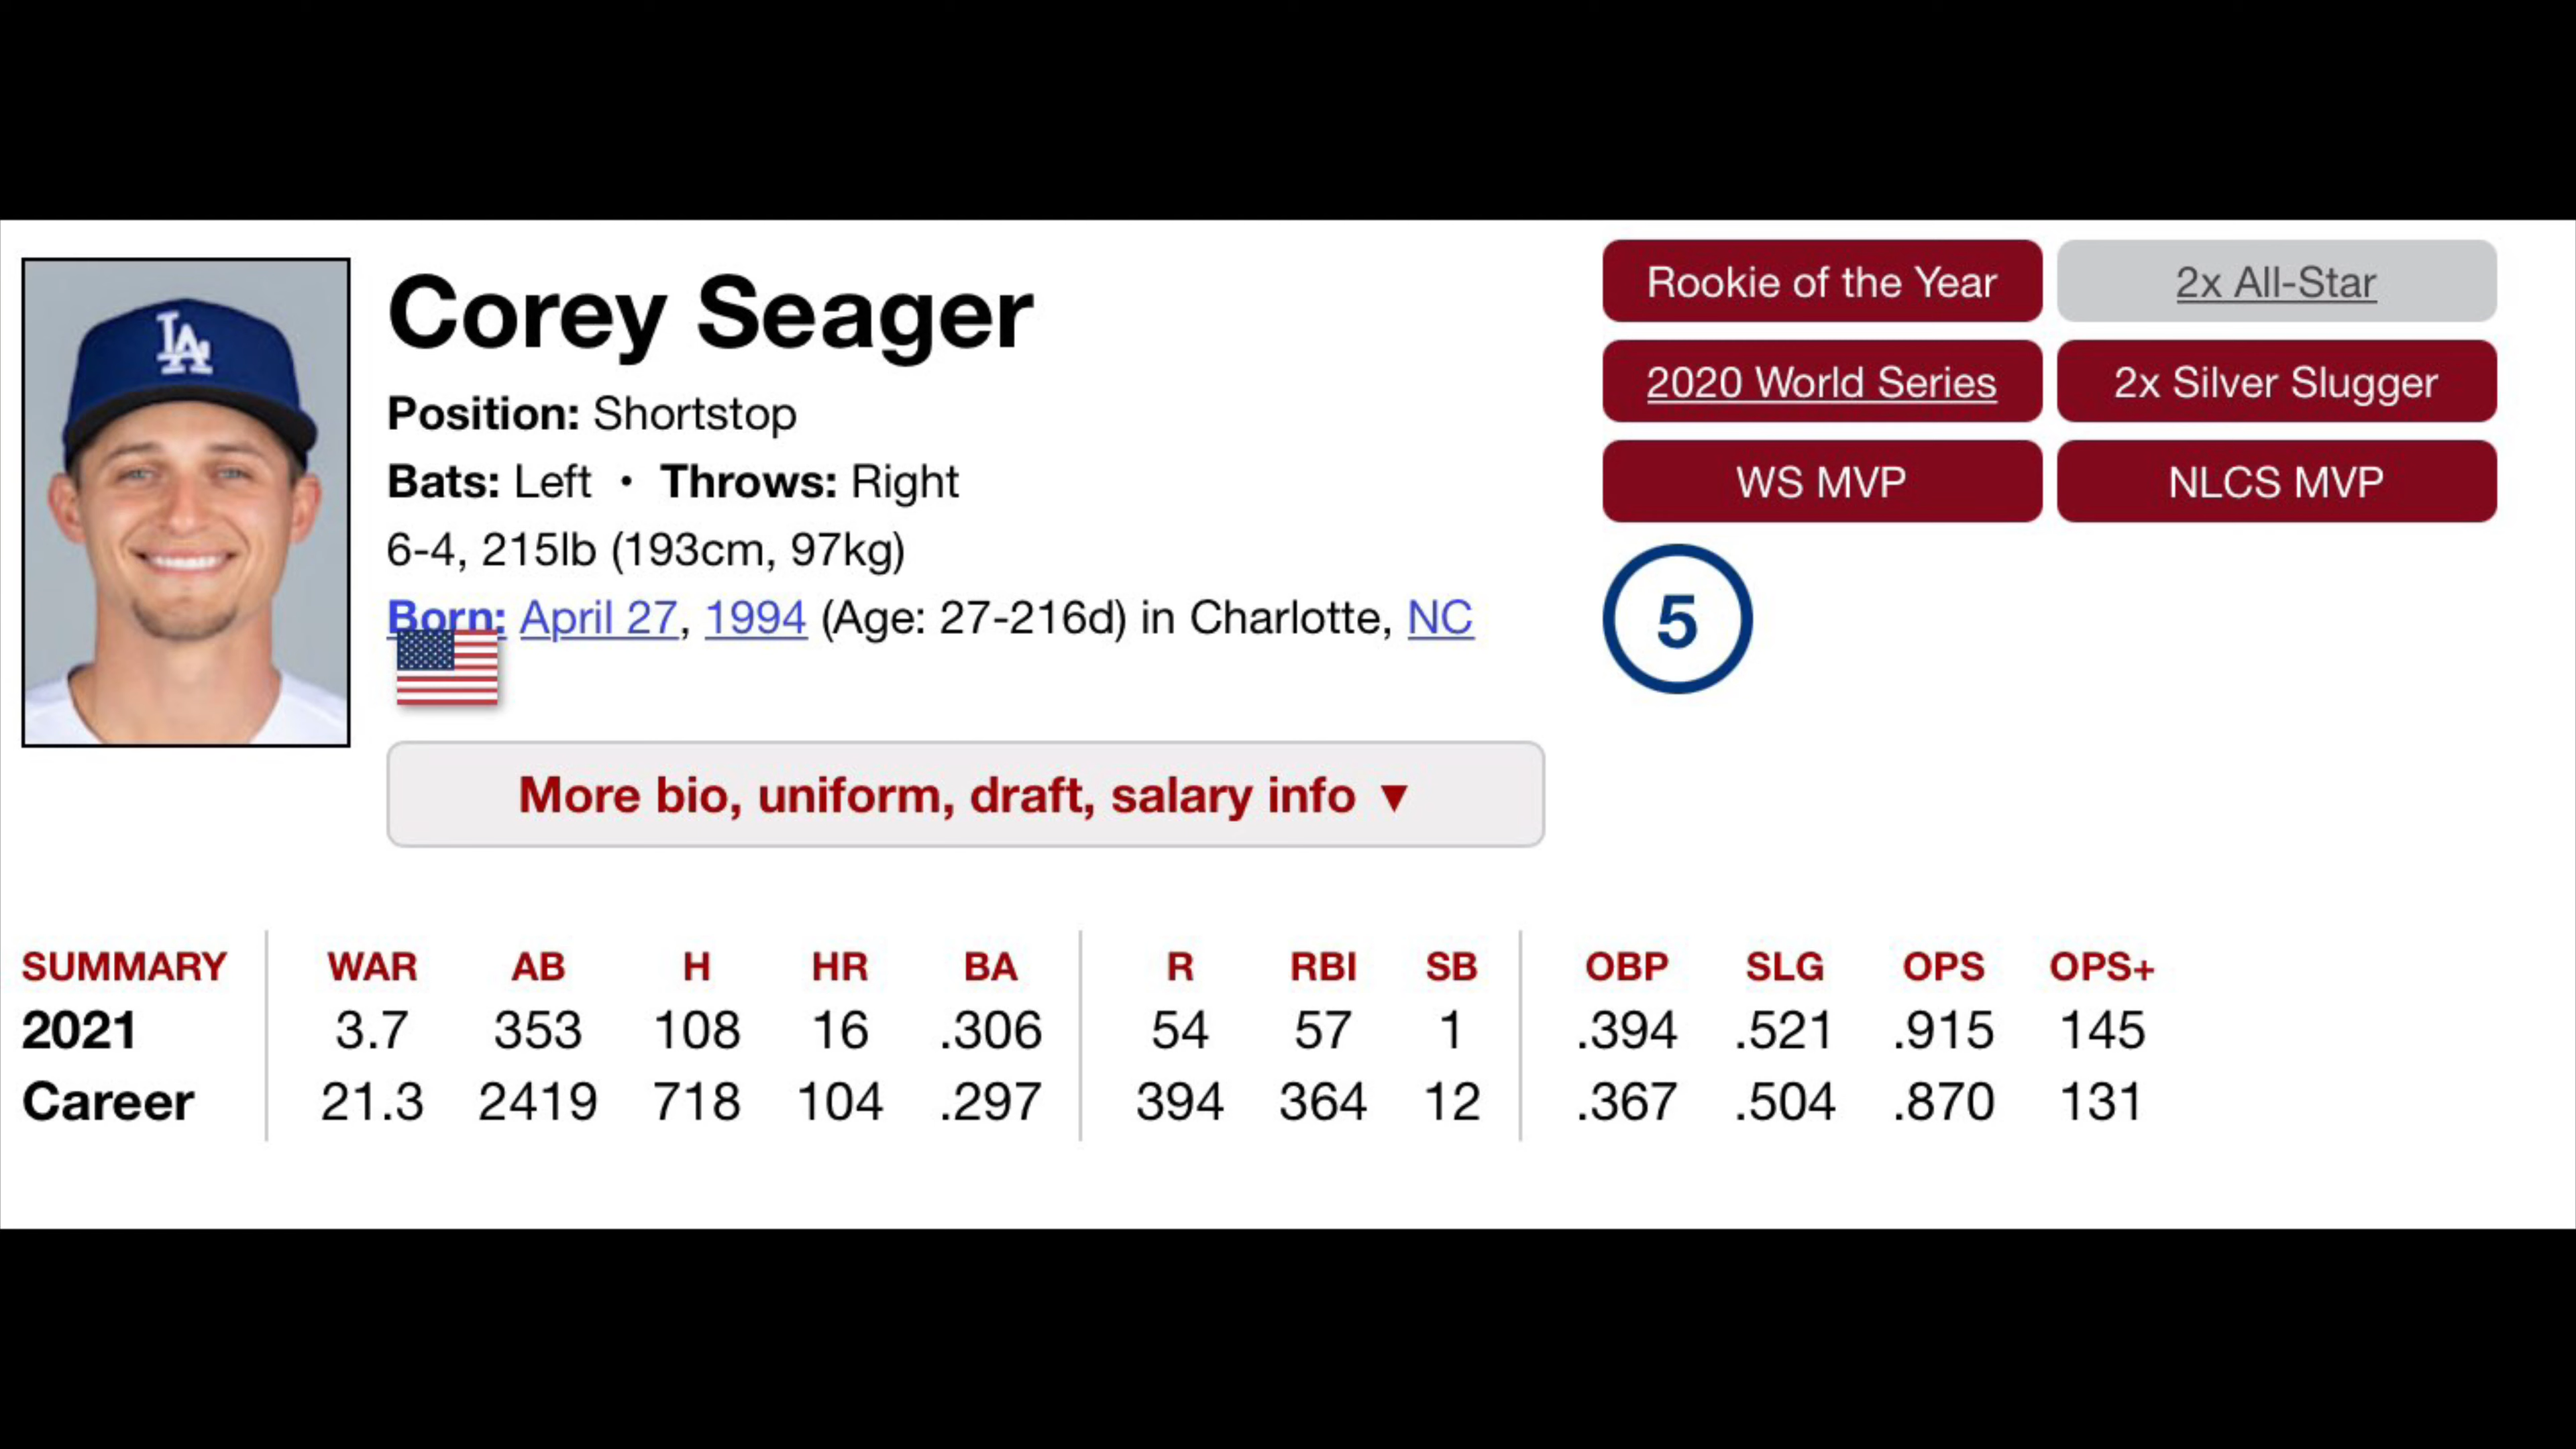 LA
Corey Seager
Position: Shortstop
Bats: Left • Throws: Right
6-4, 215lb (193cm, 97kg)
Born: April 27, 1994 (Age: 27-216d) in Charlotte, NC
More bio, uniform, draft, salary info ▼
Rookie of the Year
2x All-Star
2020 World Series
2x Silver Slugger
WS MVP
NLCS MVP
5
SUMMARY WAR AB H HR BA R RBI SB OBP SLG OPS OPS+
2021 3.7 353 108 16 .306 54 57 1 .394 .521 .915 145
Career 21.3 2419 718 104 .297 394 364 12 .367 .504 .870 131